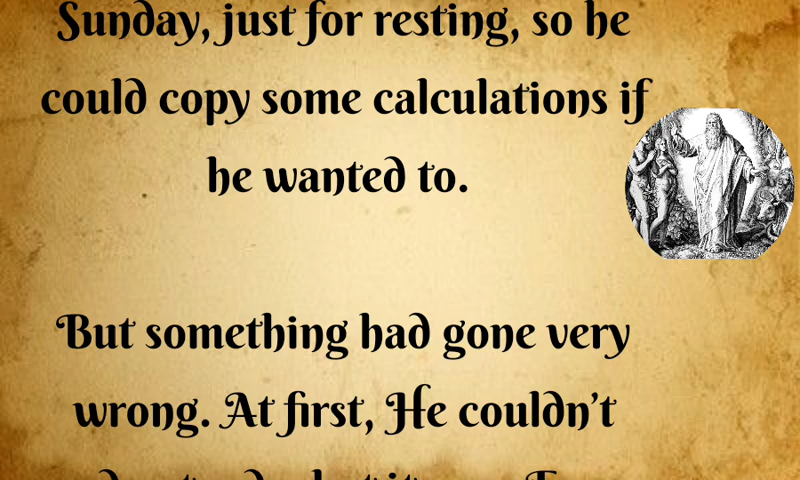 Sunday, just for resting, so he
could copy some calculations if
he wanted to.
But something had gone very
wrong. At first, He couldn't